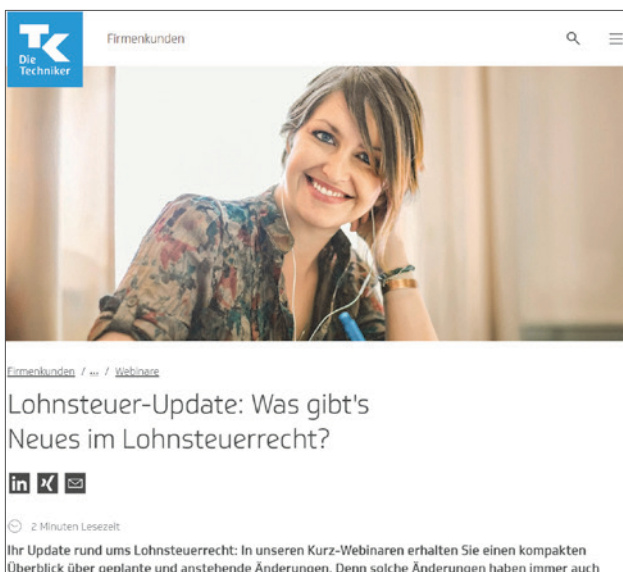 TK
Die
Techniker
Firmenkunden
Firmenkunden / ... / Webinare
Lohnsteuer-Update: Was gibt's
Neues im Lohnsteuerrecht?
in
2 Minuten Lesezeit
Ihr Update rund ums Lohnsteuerrecht: In unseren Kurz-Webinaren erhalten Sie einen kompakten
Überblick über geplante und anstehende Änderungen. Denn solche Änderungen haben immer auch